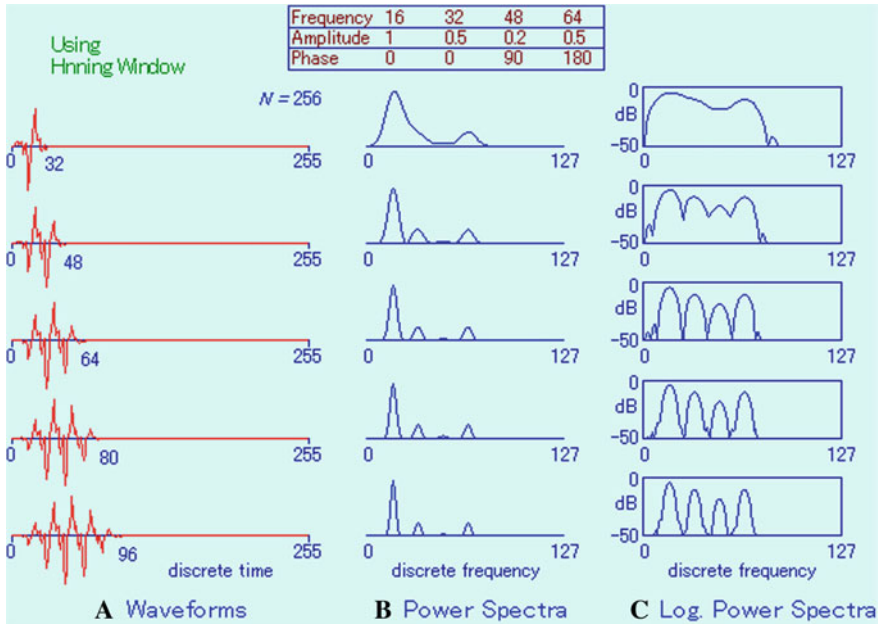 Frequency 16 32 48 64
Amplitude 1 0.5 0.2 0.5
Phase 0 0 90 180
Using
Hnning Window
N = 256
0 32 255
0 127
0
dB
-50
0 127
0 48 255
0 127
0
dB
-50
0 127
0 64 255
0 127
0
dB
-50
0 127
0 80 255
0 127
0
dB
-50
0 127
0 96 255
0 127
0
dB
-50
0 127
discrete time
discrete frequency
discrete frequency
A Waveforms
B Power Spectra
C Log. Power Spectra